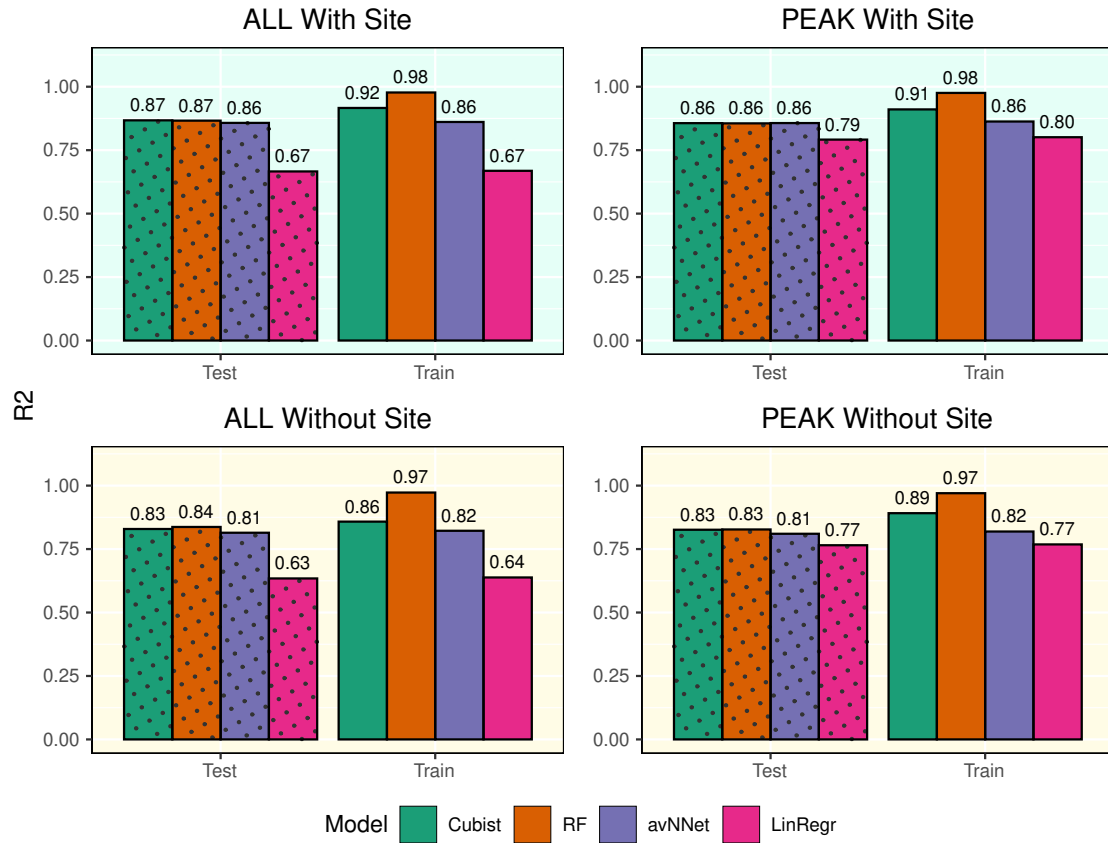 ALL With Site
PEAK With Site
1.00
0.75
0.50
0.25
0.00
0.87 0.87 0.86 0.67 0.92 0.98 0.86 0.67
0.86 0.86 0.86 0.79 0.91 0.98 0.86 0.80
Test Train
Test Train
R2
ALL Without Site
PEAK Without Site
1.00
0.75
0.50
0.25
0.00
0.83 0.84 0.81 0.63 0.86 0.97 0.82 0.64
0.83 0.83 0.81 0.77 0.89 0.97 0.82 0.77
Test Train
Test Train
Model Cubist RF avNNet LinRegr